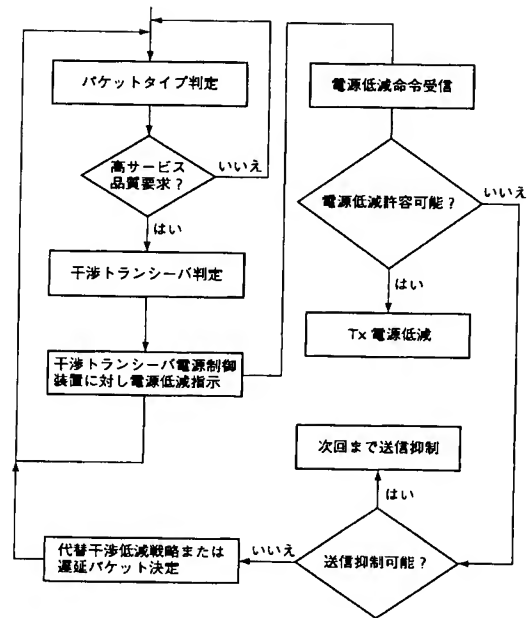 パケットタイプ判定
高サービス
品質要求？
いいえ
はい
干渉トランシーバ判定
干渉トランシーバ電源制御
装置に対し電源低減指示
電源低減命令受信
電源低減許容可能？
いいえ
はい
Tx 電源低減
次回まで送信抑制
はい
送信抑制可能？
いいえ
代替干渉低減戦略または
遅延パケット決定